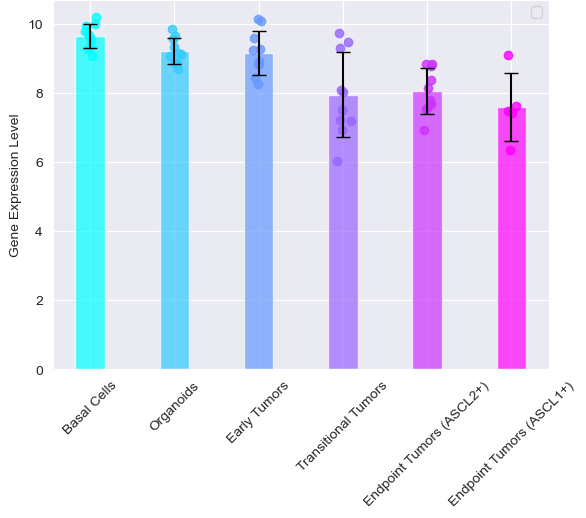 Gene Expression Level
10
8
6
4
2
0
Basal Cells
Organoids
Early Tumors
Transitional Tumors
Endpoint Tumors (ASCL2+)
Endpoint Tumors (ASCL1+)